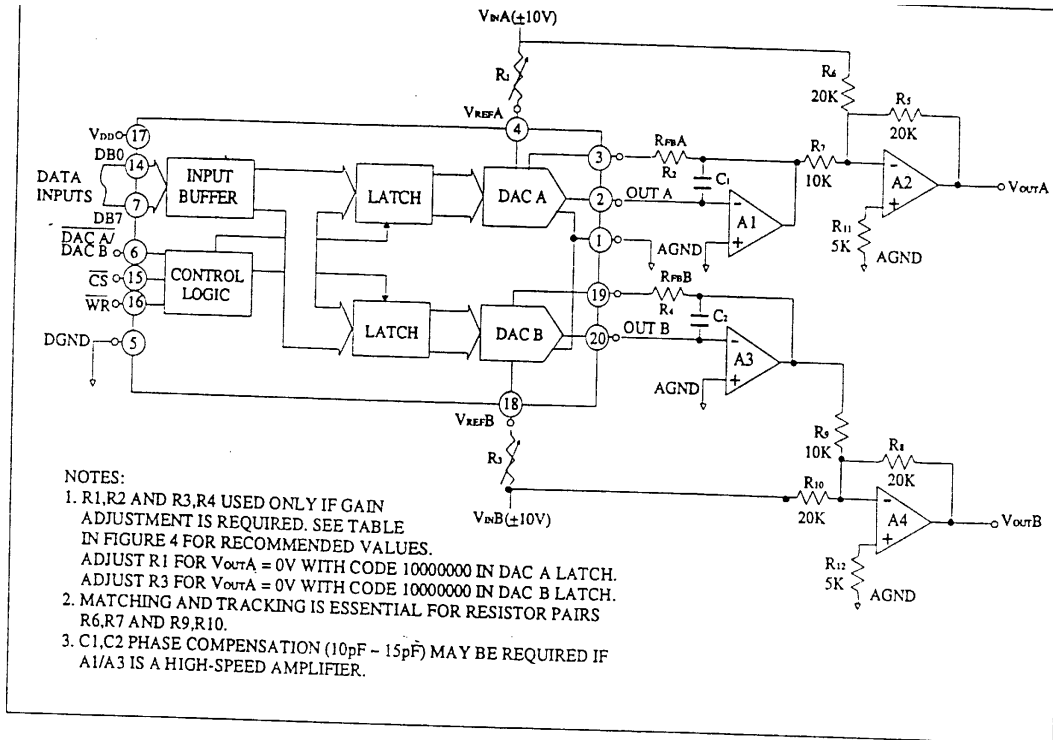 VINA(±10V)
R1
VREFA
4
VDD
17
DB0
14
DATA
INPUTS
7
DB7
INPUT
BUFFER
LATCH
DAC A
3
2
1
RFBA
R2
C1
OUT A
A1
AGND
R6
20K
R5
20K
R7
10K
A2
VOUTA
R11
5K
AGND
DAC A/
DAC B
6
CS
15
WR
16
CONTROL
LOGIC
DGND
5
LATCH
DAC B
19
20
RFBB
R4
C2
OUT B
A3
AGND
18
VREFB
R3
VINB(±10V)
R9
10K
R8
20K
R10
20K
A4
VOUTB
R12
5K
AGND
NOTES:
1. R1,R2 AND R3,R4 USED ONLY IF GAIN
ADJUSTMENT IS REQUIRED. SEE TABLE
IN FIGURE 4 FOR RECOMMENDED VALUES.
ADJUST R1 FOR VOUTA = 0V WITH CODE 10000000 IN DAC A LATCH.
ADJUST R3 FOR VOUTA = 0V WITH CODE 10000000 IN DAC B LATCH.
2. MATCHING AND TRACKING IS ESSENTIAL FOR RESISTOR PAIRS
R6,R7 AND R9,R10.
3. C1,C2 PHASE COMPENSATION (10pF – 15pF) MAY BE REQUIRED IF
A1/A3 IS A HIGH-SPEED AMPLIFIER.